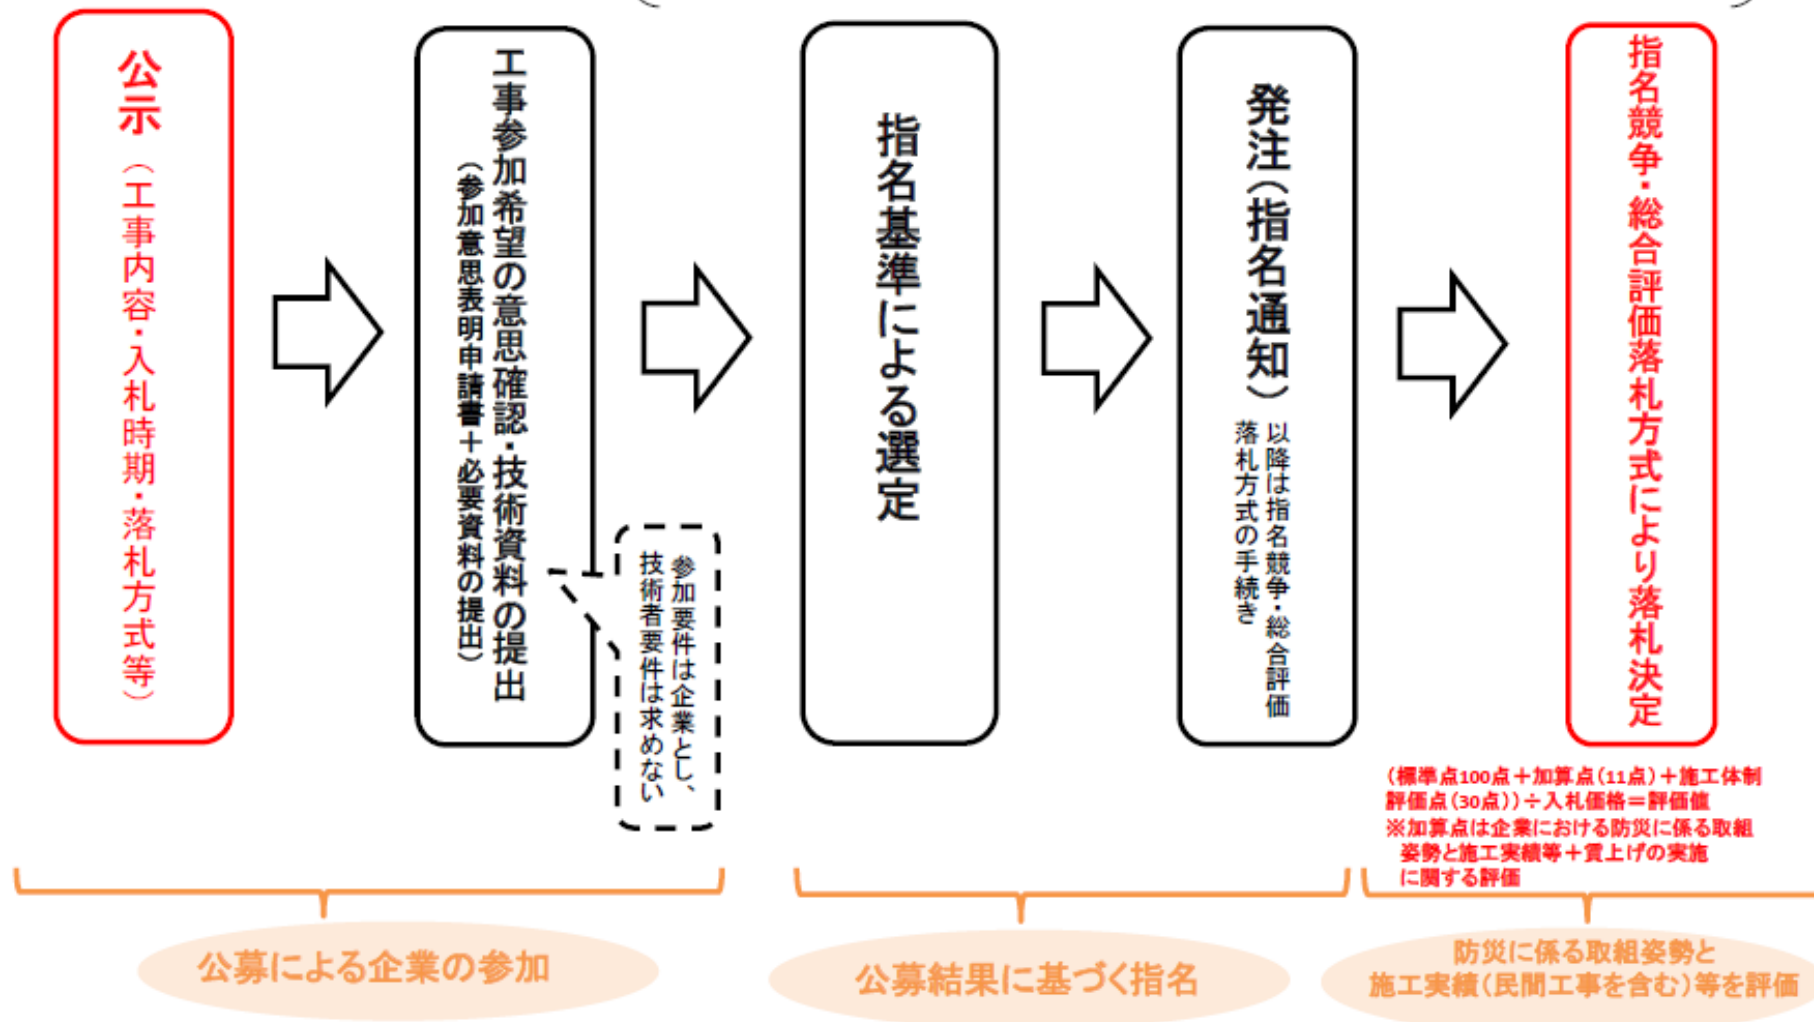 公示（工事内容・入札時期・落札方式等）
工事参加希望の意思確認・技術資料の提出
（参加意思表明申請書＋必要資料の提出）
参加要件は企業とし、
技術者要件は求めない
指名基準による選定
発注（指名通知）
以降は指名競争・総合評価
落札方式の手続き
指名競争・総合評価落札方式により落札決定
（標準点100点＋加算点（11点）＋施工体制
評価点（30点））÷入札価格＝評価値
※加算点は企業における防災に係る取組
姿勢と施工実績等＋賃上げの実施
に関する評価
公募による企業の参加
公募結果に基づく指名
防災に係る取組姿勢と
施工実績（民間工事を含む）等を評価